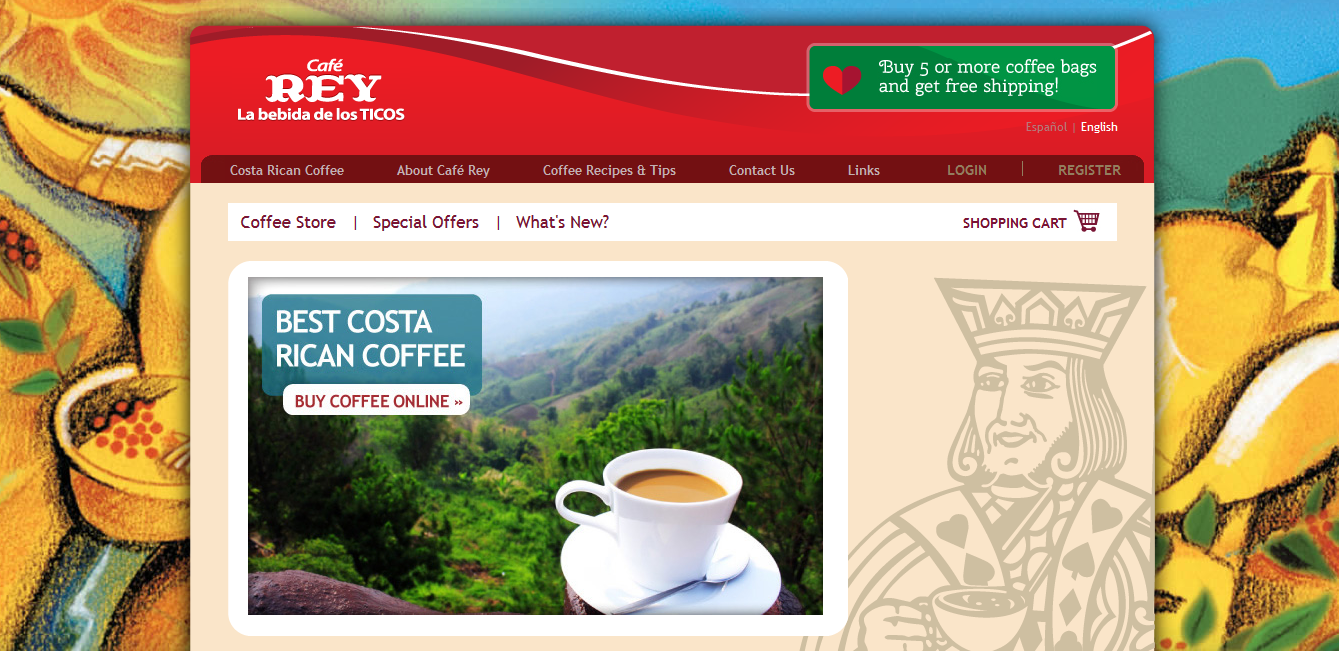 Café
REY
La bebida de los TICOS
Buy 5 or more coffee bags
and get free shipping!
Español | English
Costa Rican Coffee About Café Rey Coffee Recipes & Tips Contact Us Links LOGIN | REGISTER
Coffee Store | Special Offers | What's New? SHOPPING CART
BEST COSTA
RICAN COFFEE
BUY COFFEE ONLINE »